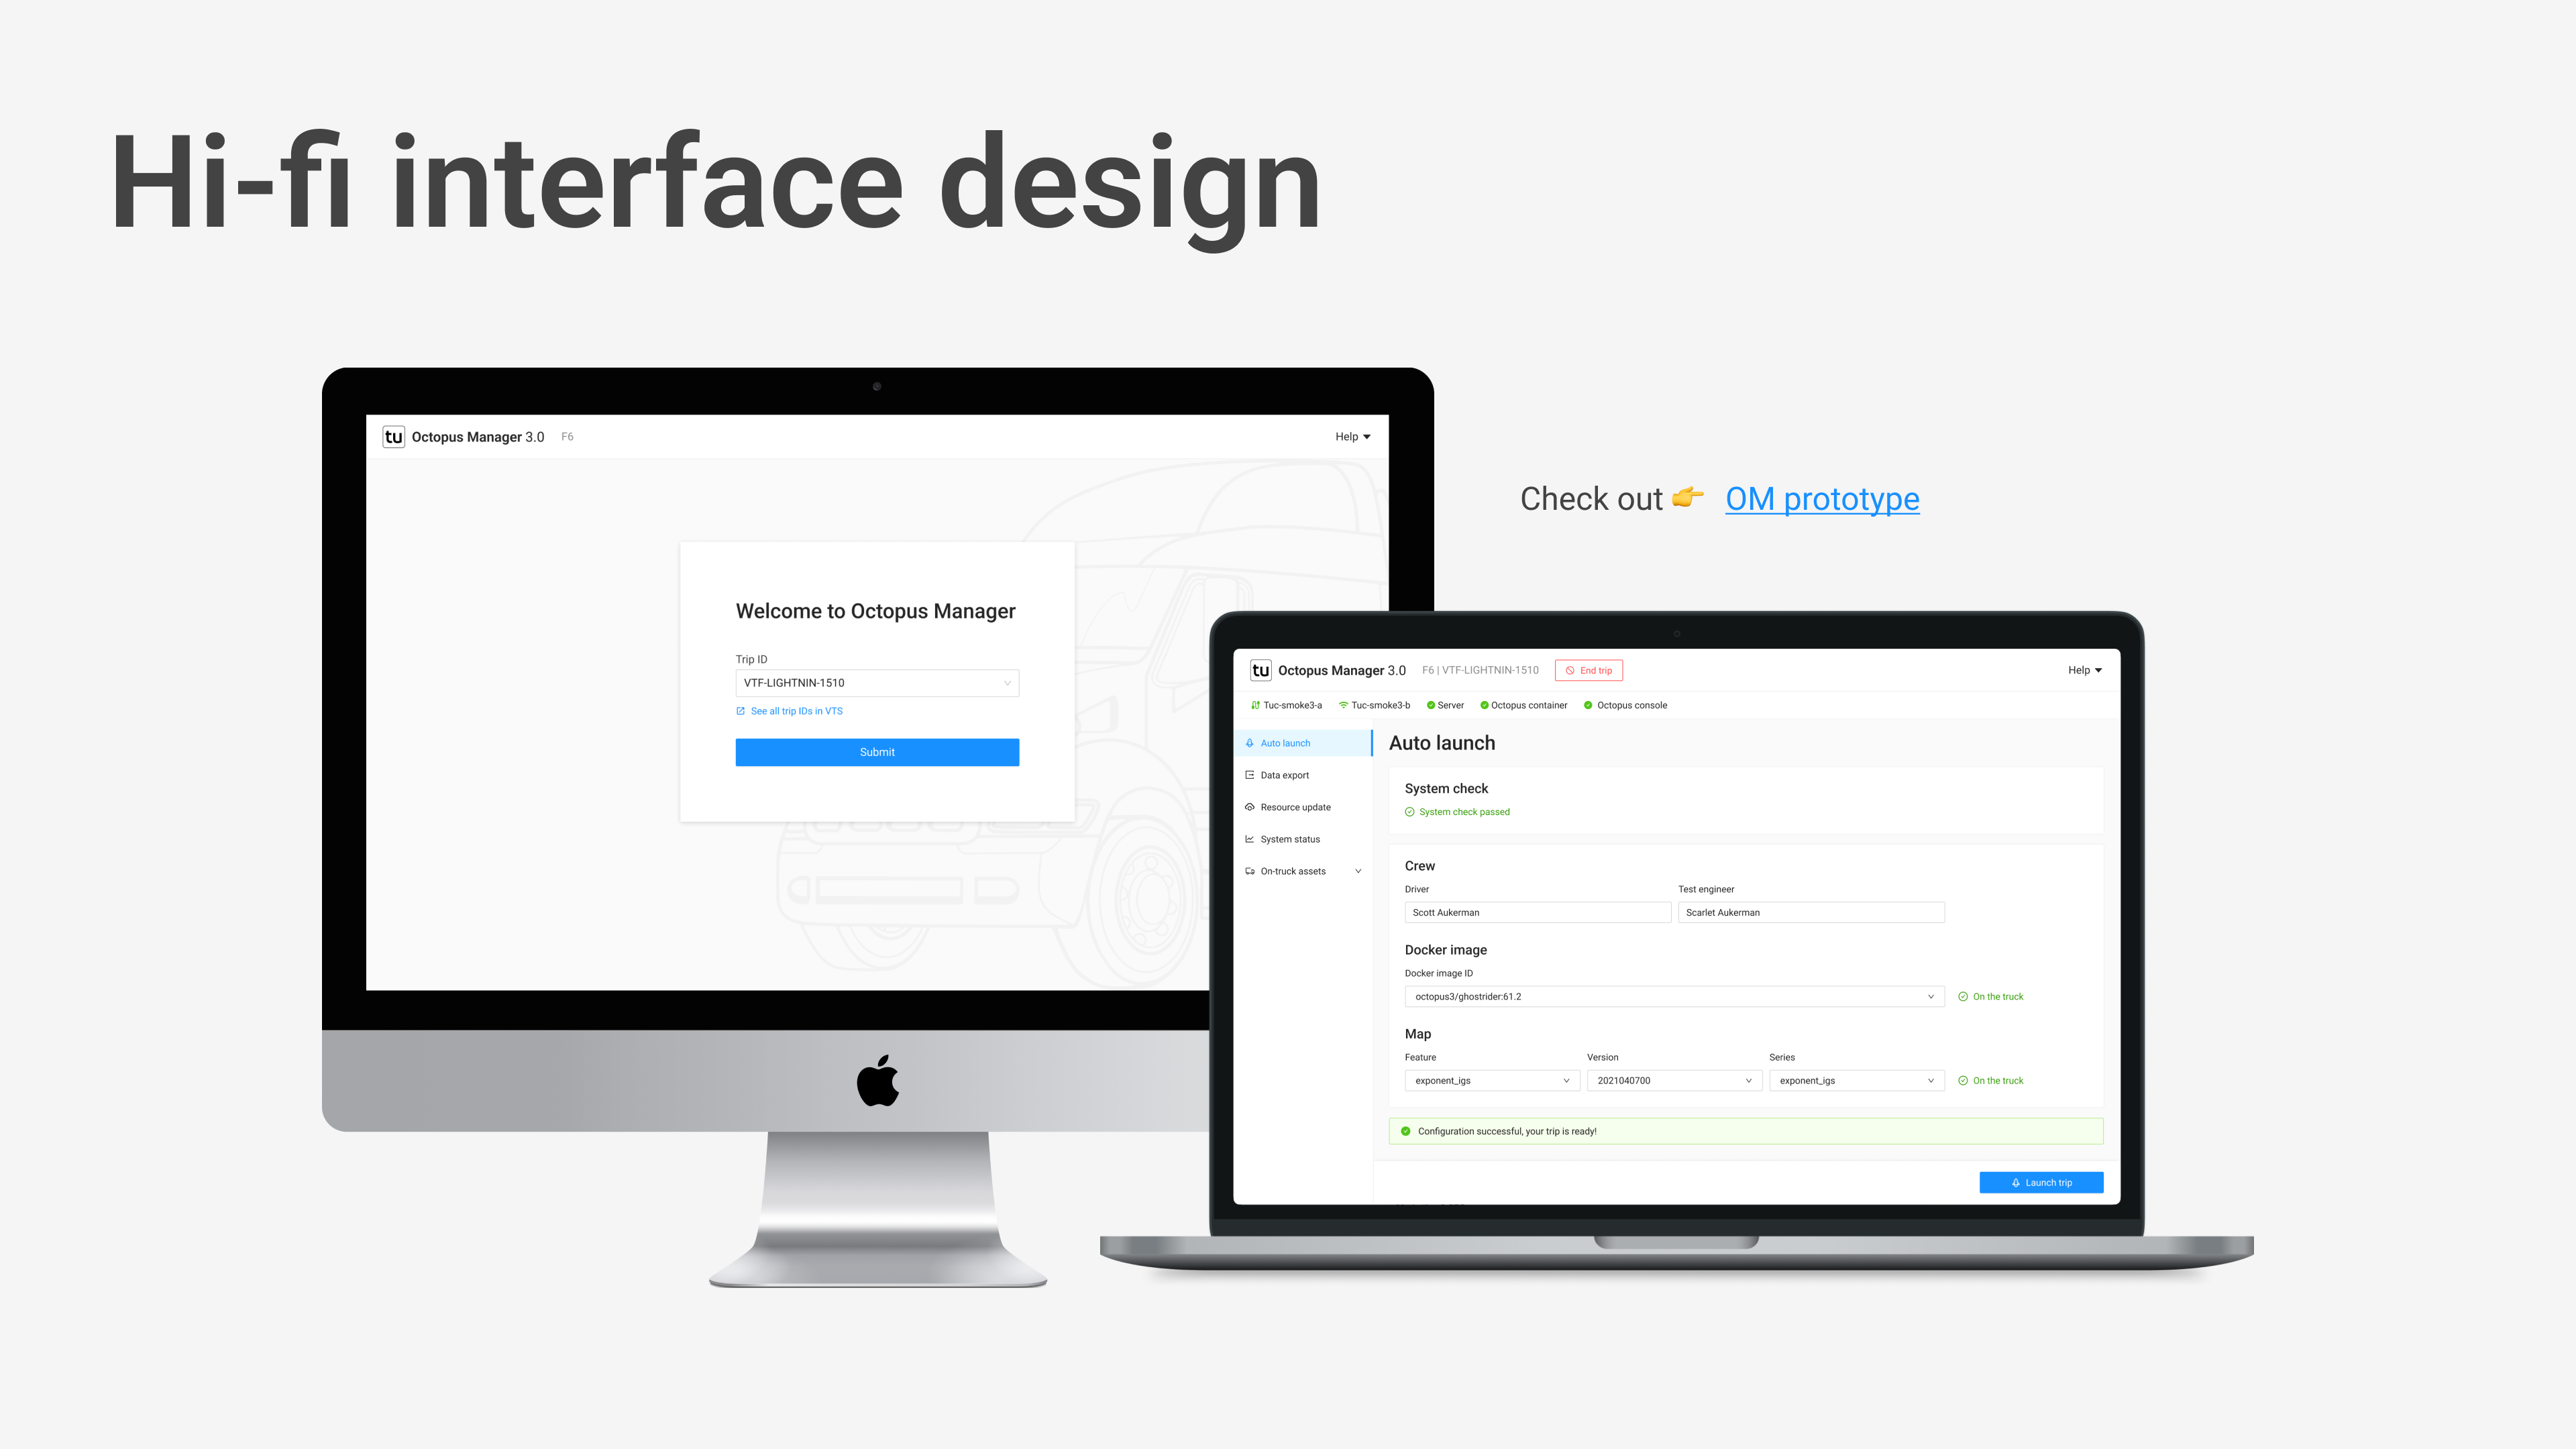 Hi-fi interface design
tu Octopus Manager 3.0 F6 Help
Welcome to Octopus Manager
Trip ID
VTF-LIGHTNIN-1510
See all trip IDs in VTS
Submit
Check out 👉 OM prototype
tu Octopus Manager 3.0 F6 | VTF-LIGHTNIN-1510 End trip Help
Tuc-smoke3-a Tuc-smoke3-b Server Octopus container Octopus console
Auto launch
Data export
Resource update
System status
On-truck assets
Auto launch
System check
System check passed
Crew
Driver Test engineer
Scott Aukerman Scarlet Aukerman
Docker image
Docker image ID
octopus3/ghostrider:61.2 On the truck
Map
Feature Version Series
exponent_igs 2021040700 exponent_igs On the truck
Configuration successful, your trip is ready!
Launch trip